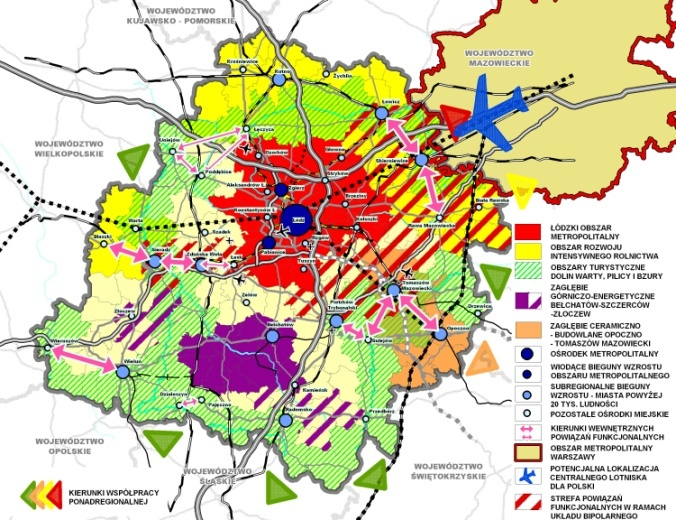 WOJEWÓDZTWO
KUJAWSKO - POMORSKIE
WOJEWÓDZTWO
MAZOWIECKIE
WOJEWÓDZTWO
WIELKOPOLSKIE
WOJEWÓDZTWO
OPOLSKIE
WOJEWÓDZTWO
ŚLĄSKIE
WOJEWÓDZTWO
ŚWIĘTOKRZYSKIE
Krośniewice
Kutno
Żychlin
Łęczyca
Łowicz
Uniejów
Ozorków
Głowno
Skierniewice
Poddębice
Stryków
Aleksandrów Ł.
Zgierz
Brzeziny
Biała Rawska
Konstantynów Ł.
Łódź
Koluszki
Rawa Mazowiecka
Warta
Szadek
Błaszki
Sieradz
Zduńska Wola
Łask
Pabianice
Rzgów
Tuszyn
Tomaszów
Mazowiecki
Zelów
Piotrków
Trybunalski
Drzewica
Złoczew
Bełchatów
Sulejów
Opoczno
Wieruszów
Wieluń
Działoszyn
Pajęczno
Kamieńsk
Radomsko
Przedbórz
ŁÓDZKI OBSZAR
METROPOLITALNY
OBSZAR ROZWOJU
INTENSYWNEGO ROLNICTWA
OBSZARY TURYSTYCZNE
DOLIN WARTY, PILICY I BZURY
ZAGŁĘBIE
GÓRNICZO-ENERGETYCZNE
BEŁCHATÓW-SZCZERCÓW
-ZŁOCZEW
ZAGŁĘBIE CERAMICZNO
- BUDOWLANE OPOCZNO
- TOMASZÓW MAZOWIECKI
OŚRODEK METROPOLITALNY
WIODĄCE BIEGUNY WZROSTU
OBSZARU METROPOLITALNEGO
SUBREGIONALNE BIEGUNY
WZROSTU - MIASTA POWYŻEJ
20 TYS. LUDNOŚCI
POZOSTAŁE OŚRODKI MIEJSKIE
KIERUNKI WEWNĘTRZNYCH
POWIĄZAŃ FUNKCJONALNYCH
OBSZAR METROPOLITALNY
WARSZAWY
POTENCJALNA LOKALIZACJA
CENTRALNEGO LOTNISKA
DLA POLSKI
STREFA POWIĄZAŃ
FUNKCJONALNYCH W RAMACH
UKŁADU BIPOLARNEGO
KIERUNKI WSPÓŁPRACY
PONADREGIONALNEJ